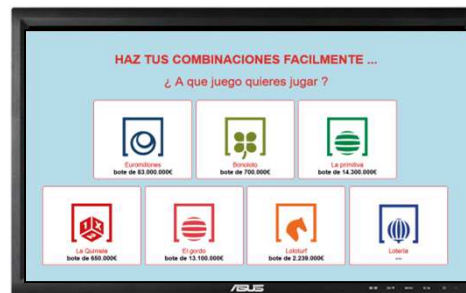 HAZ TUS COMBINACIONES FACILMENTE ...
¿ A que juego quieres jugar ?
Euromillones
bote de 83.000.000€
Bonoloto
bote de 700.000€
La primitiva
bote de 14.300.000€
La Quiniela
bote de 650.000€
El gordo
bote de 13.100.000€
Lototurf
bote de 2.239.000€
Lotería
...
ASUS